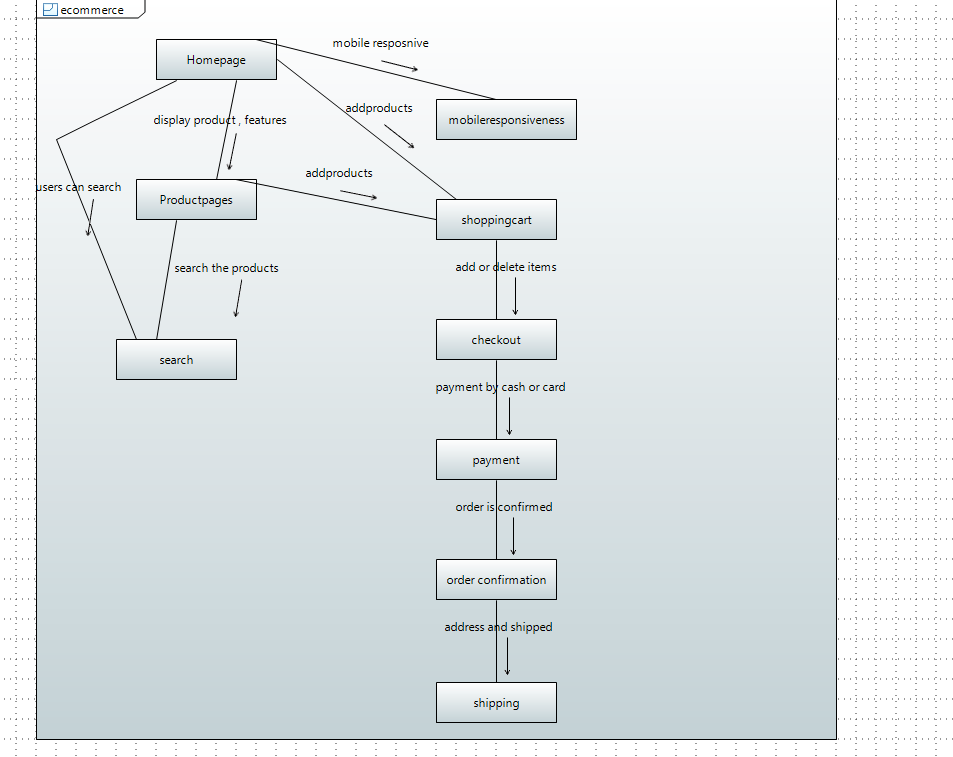 ecommerce
mobile resposnive
Homepage
addproducts
mobileresponsiveness
display product , features
addproducts
users can search
Productpages
shoppingcart
search the products
add or delete items
checkout
search
payment by cash or card
payment
order is confirmed
order confirmation
address and shipped
shipping